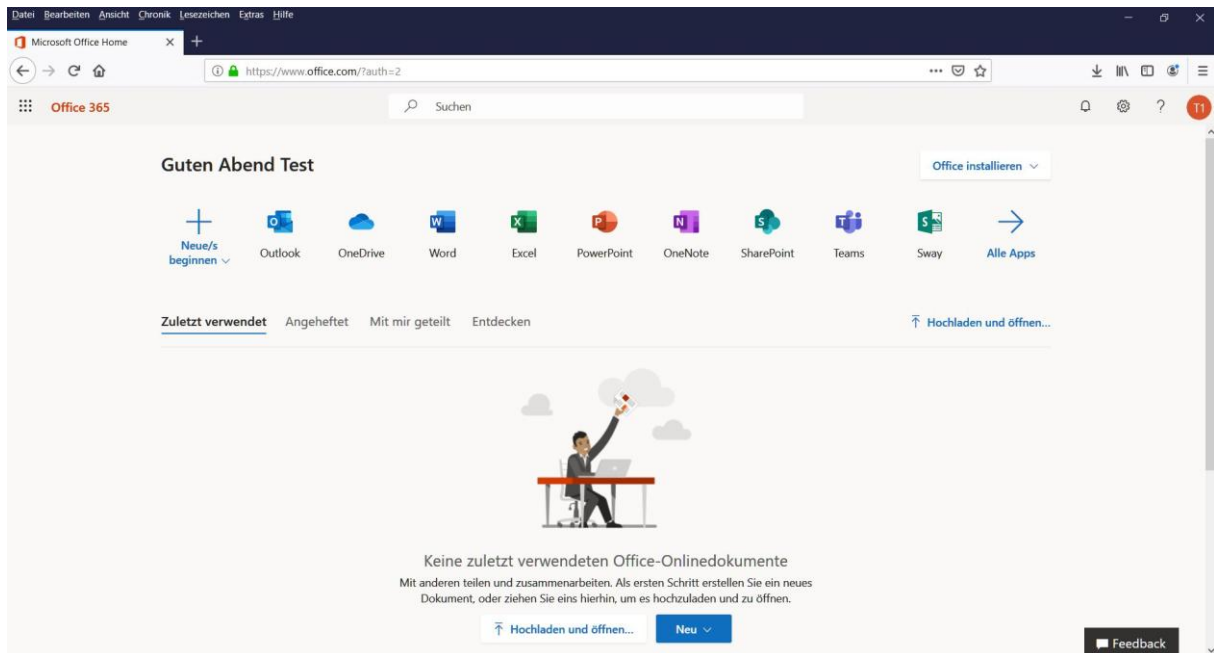 Datei Bearbeiten Ansicht Chronik Lesezeichen Extras Hilfe
Microsoft Office Home
https://www.office.com/?auth=2
Office 365
Suchen
T1
Guten Abend Test
Office installieren
Neue/s beginnen
Outlook
OneDrive
Word
Excel
PowerPoint
OneNote
SharePoint
Teams
Sway
Alle Apps
Zuletzt verwendet Angeheftet Mit mir geteilt Entdecken
Hochladen und öffnen...
Keine zuletzt verwendeten Office-Onlinedokumente
Mit anderen teilen und zusammenarbeiten. Als ersten Schritt erstellen Sie ein neues
Dokument, oder ziehen Sie eins hierhin, um es hochzuladen und zu öffnen.
Hochladen und öffnen...
Neu
Feedback